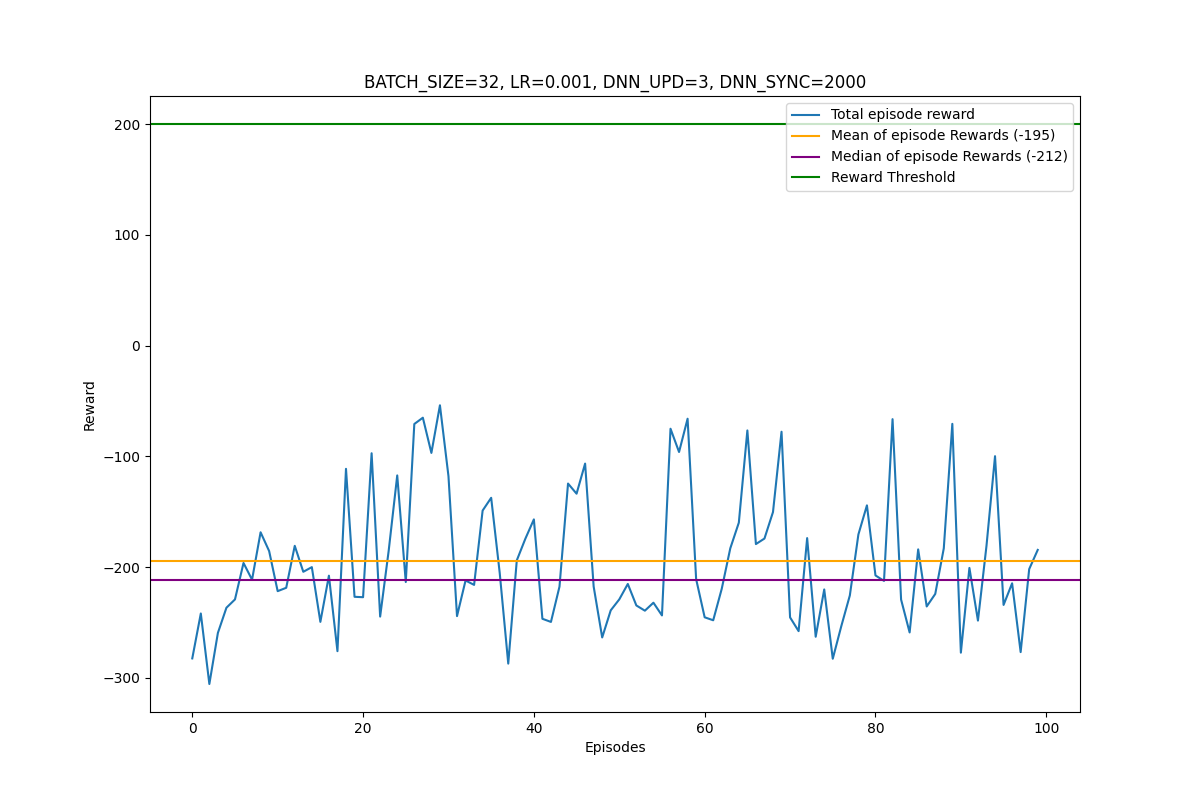 BATCH_SIZE=32, LR=0.001, DNN_UPD=3, DNN_SYNC=2000
Total episode reward
Mean of episode Rewards (-195)
Median of episode Rewards (-212)
Reward Threshold
200
100
0
−100
−200
−300
Reward
0 20 40 60 80 100
Episodes